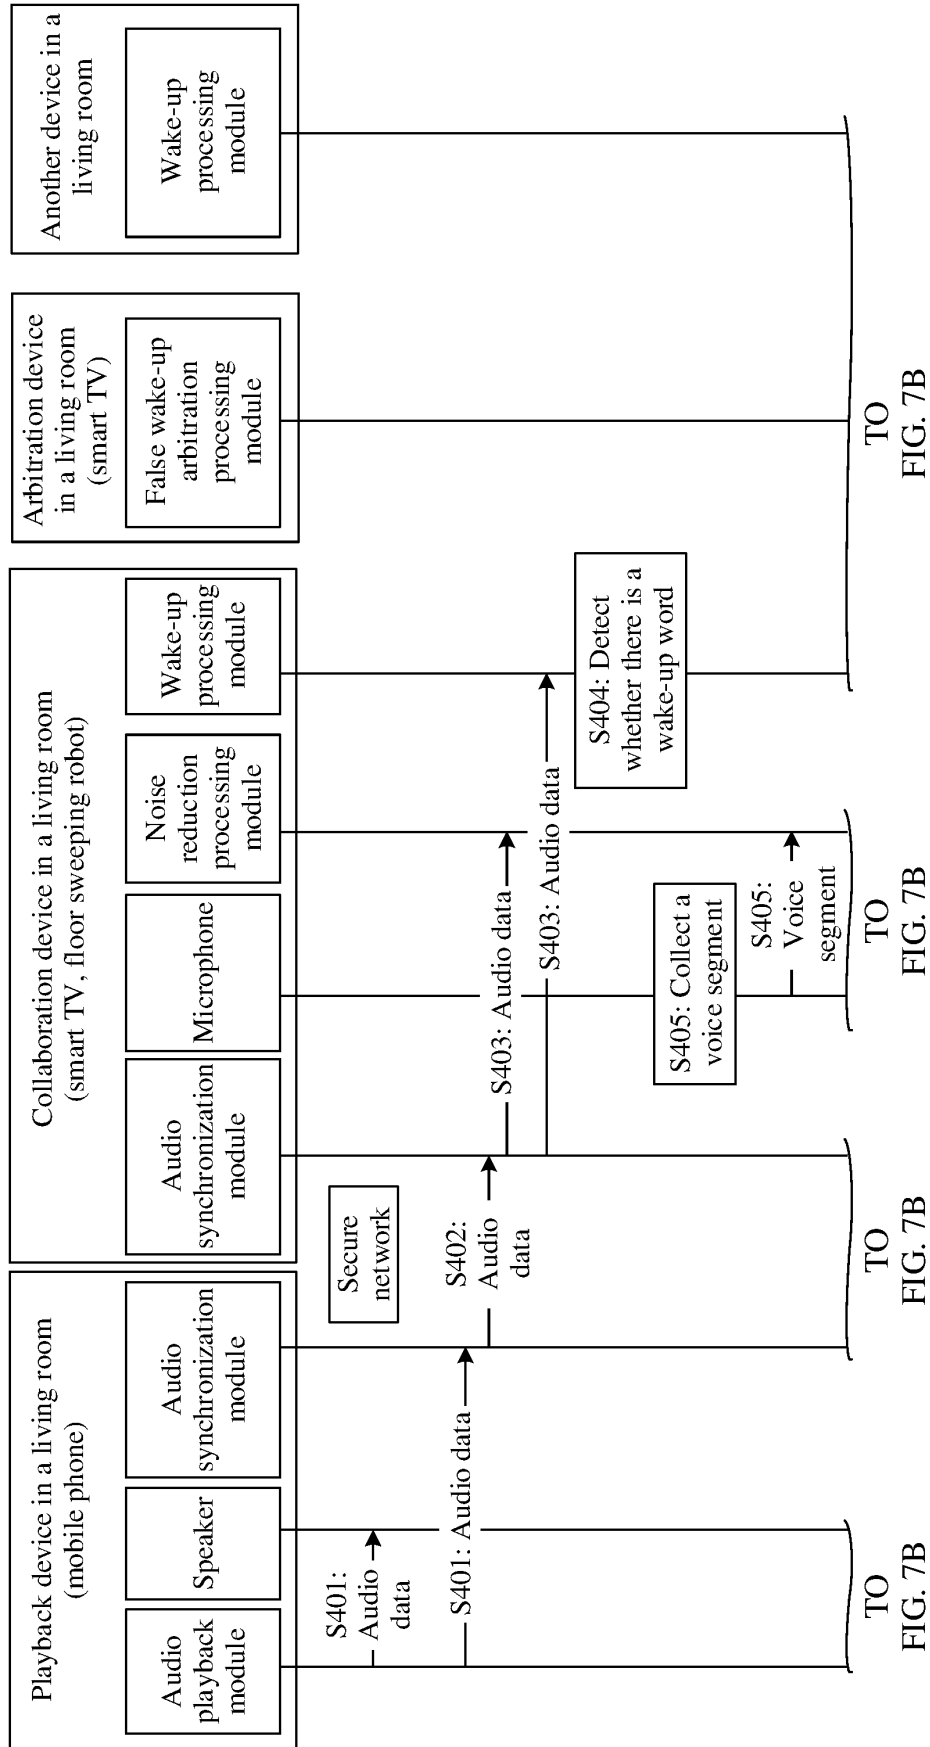 Playback device in a living room
(mobile phone)
Audio
playback
module
Speaker
Audio
synchronization
module
Collaboration device in a living room
(smart TV, floor sweeping robot)
Audio
synchronization
module
Microphone
Noise
reduction
processing
module
Wake-up
processing
module
Arbitration device
in a living room
(smart TV)
False wake-up
arbitration
processing
module
Another device in a
living room
Wake-up
processing
module
S401:
Audio
data
Secure
network
S401: Audio data
S402:
Audio
data
S403: Audio data
S403: Audio data
S404: Detect
whether there is a
wake-up word
S405: Collect a
voice segment
S405:
Voice
segment
TO
FIG. 7B
TO
FIG. 7B
TO
FIG. 7B
TO
FIG. 7B